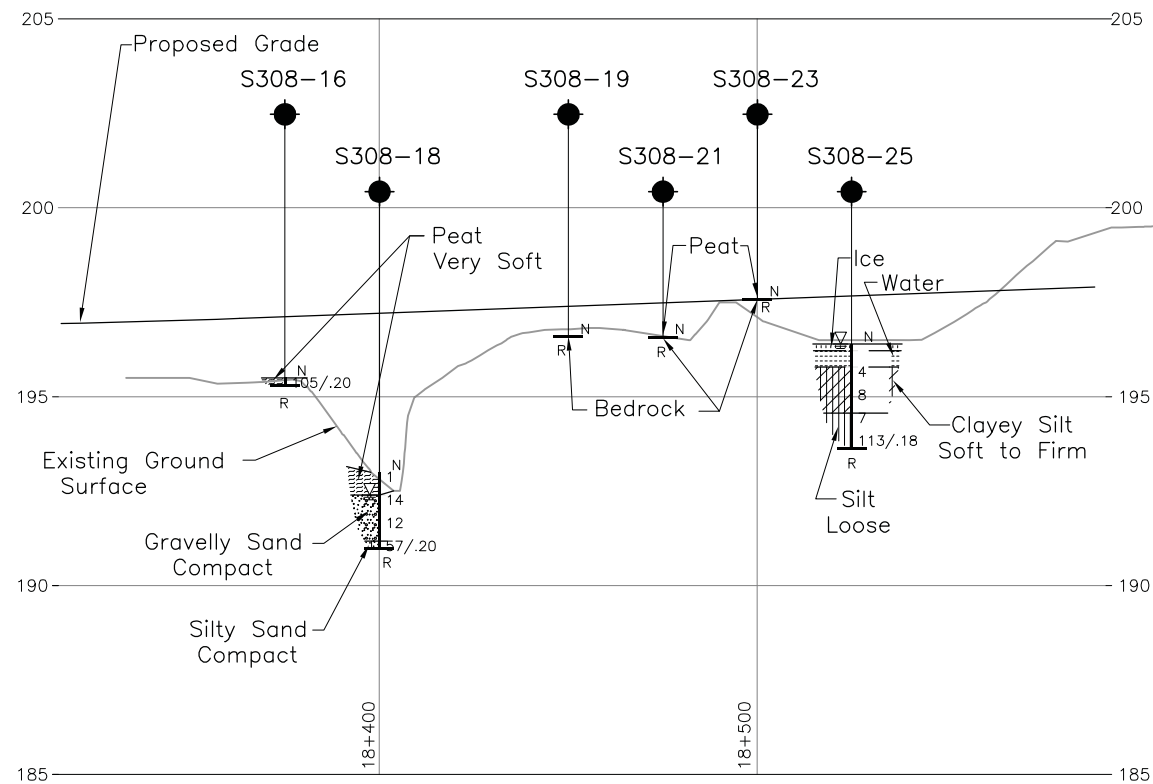 205
205
Proposed Grade
S308-16
S308-19
S308-23
S308-18
S308-21
S308-25
200
200
Peat
Very Soft
Peat
Ice
Water
N
R
N
R
N
R
N
N
105/.20
R
4
8
7
113/.18
R
195
195
Bedrock
Clayey Silt
Soft to Firm
Existing Ground
Surface
N
1
14
12
57/.20
R
Silt
Loose
Gravelly Sand
Compact
190
190
Silty Sand
Compact
18+400
18+500
185
185